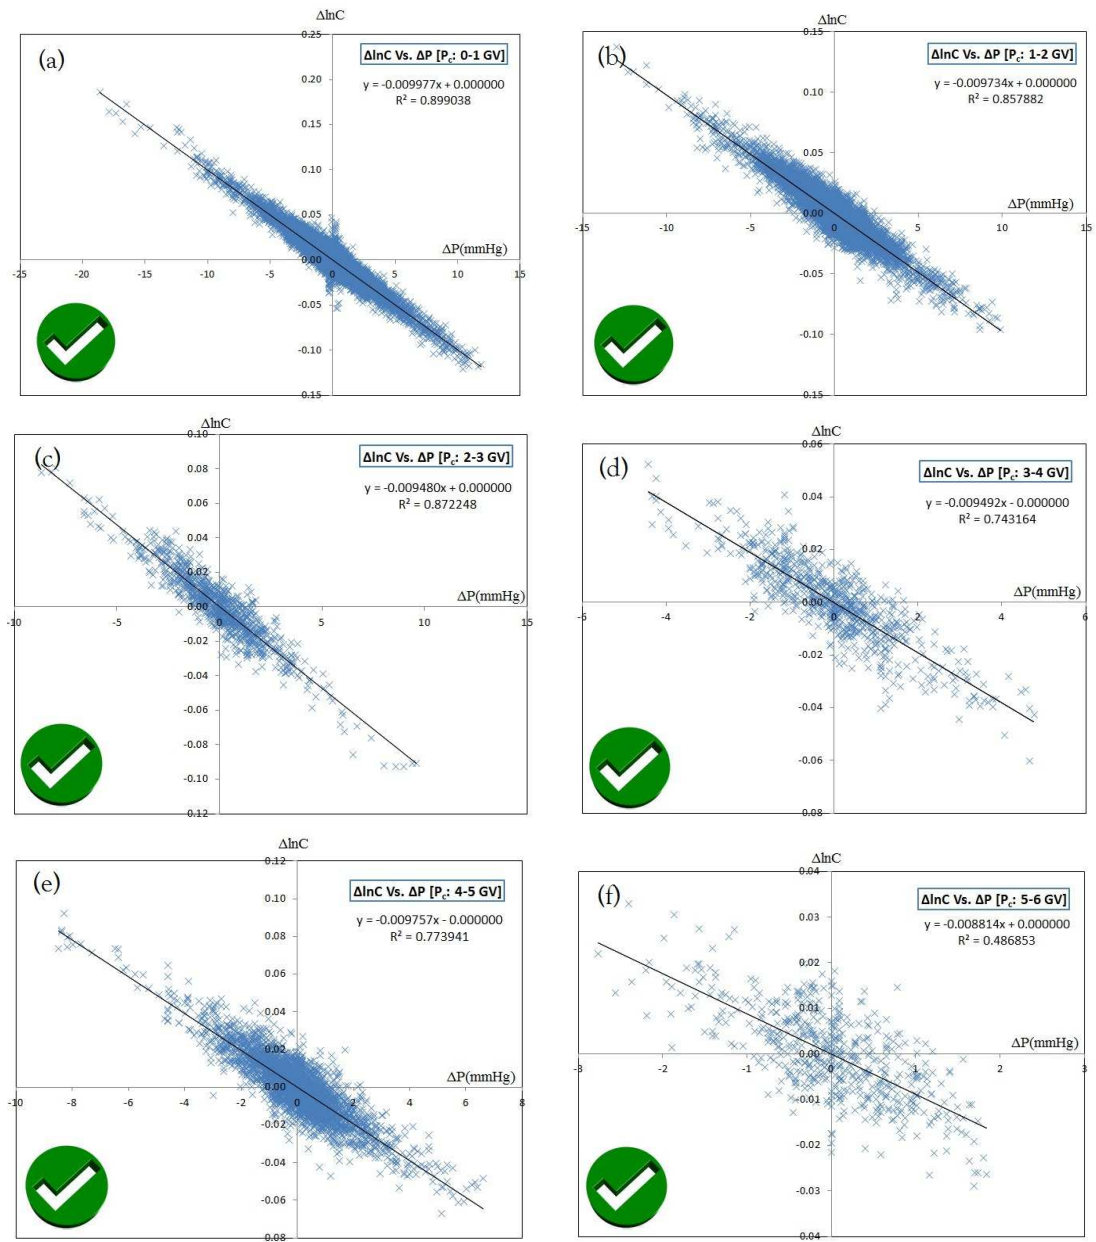 ΔlnC
(a)
ΔlnC Vs. ΔP [Pc: 0-1 GV]
y = -0.009977x + 0.000000
R² = 0.899038
0.25
0.20
0.15
0.10
0.05
0.00
-0.05
-0.10
0.15
ΔP(mmHg)
-25 -20 -15 -10 -5 0 5 10 15
ΔlnC
(b)
ΔlnC Vs. ΔP [Pc: 1-2 GV]
y = -0.009734x + 0.000000
R² = 0.857882
0.15
0.10
0.05
0.00
-0.05
-0.10
0.15
ΔP(mmHg)
-15 -10 -5 0 5 10 15
ΔlnC
(c)
ΔlnC Vs. ΔP [Pc: 2-3 GV]
y = -0.009480x + 0.000000
R² = 0.872248
0.10
0.08
0.06
0.04
0.02
0.00
-0.02
-0.04
-0.06
-0.08
-0.10
0.12
ΔP(mmHg)
-10 -5 0 5 10 15
ΔlnC
(d)
ΔlnC Vs. ΔP [Pc: 3-4 GV]
y = -0.009492x - 0.000000
R² = 0.743164
0.06
0.04
0.02
0.00
-0.02
-0.04
-0.06
0.08
ΔP(mmHg)
-6 -4 -2 0 2 4 6
ΔlnC
(e)
ΔlnC Vs. ΔP [Pc: 4-5 GV]
y = -0.009757x - 0.000000
R² = 0.773941
0.12
0.10
0.08
0.06
0.04
0.02
0.00
-0.02
-0.04
-0.06
0.08
ΔP(mmHg)
-10 -8 -6 -4 -2 0 2 4 6 8
ΔlnC
(f)
ΔlnC Vs. ΔP [Pc: 5-6 GV]
y = -0.008814x + 0.000000
R² = 0.486853
0.04
0.03
0.02
0.01
0.00
-0.01
-0.02
-0.03
0.04
ΔP(mmHg)
-3 -2 -1 0 1 2 3